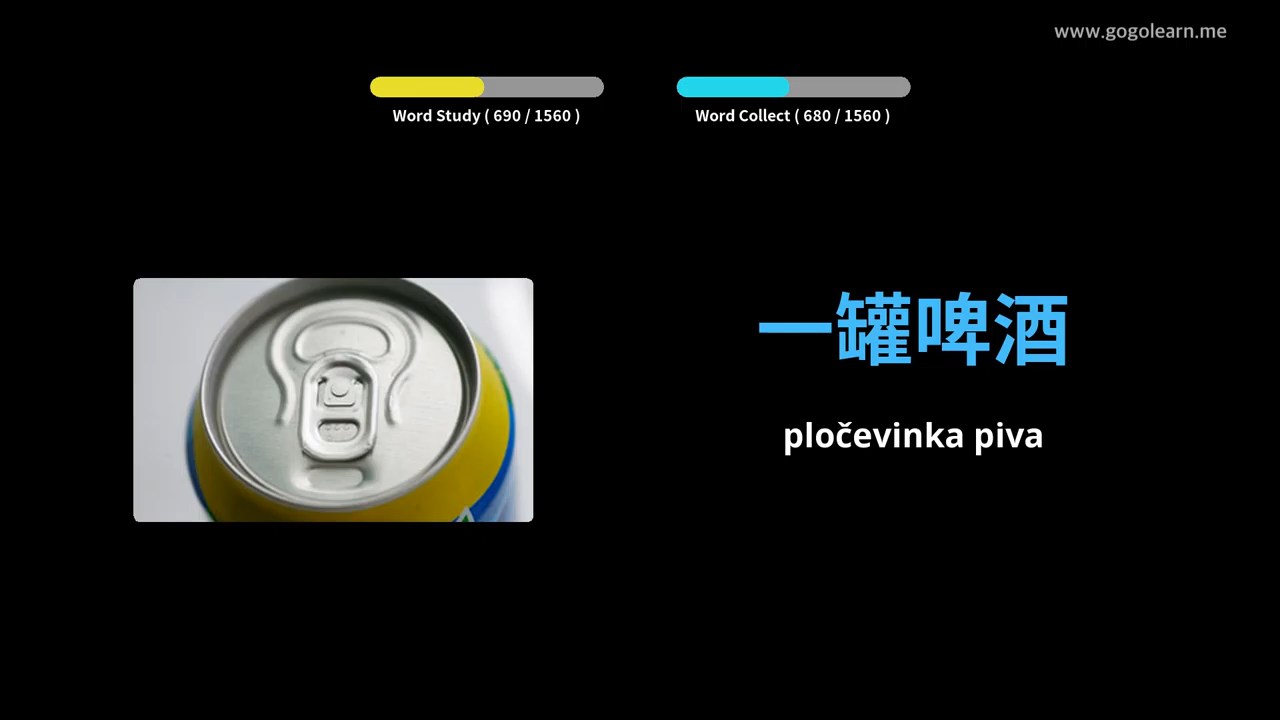 www.gogolearn.me
Word Study ( 690 / 1560 )
Word Collect ( 680 / 1560 )
一罐啤酒
pločevinka piva